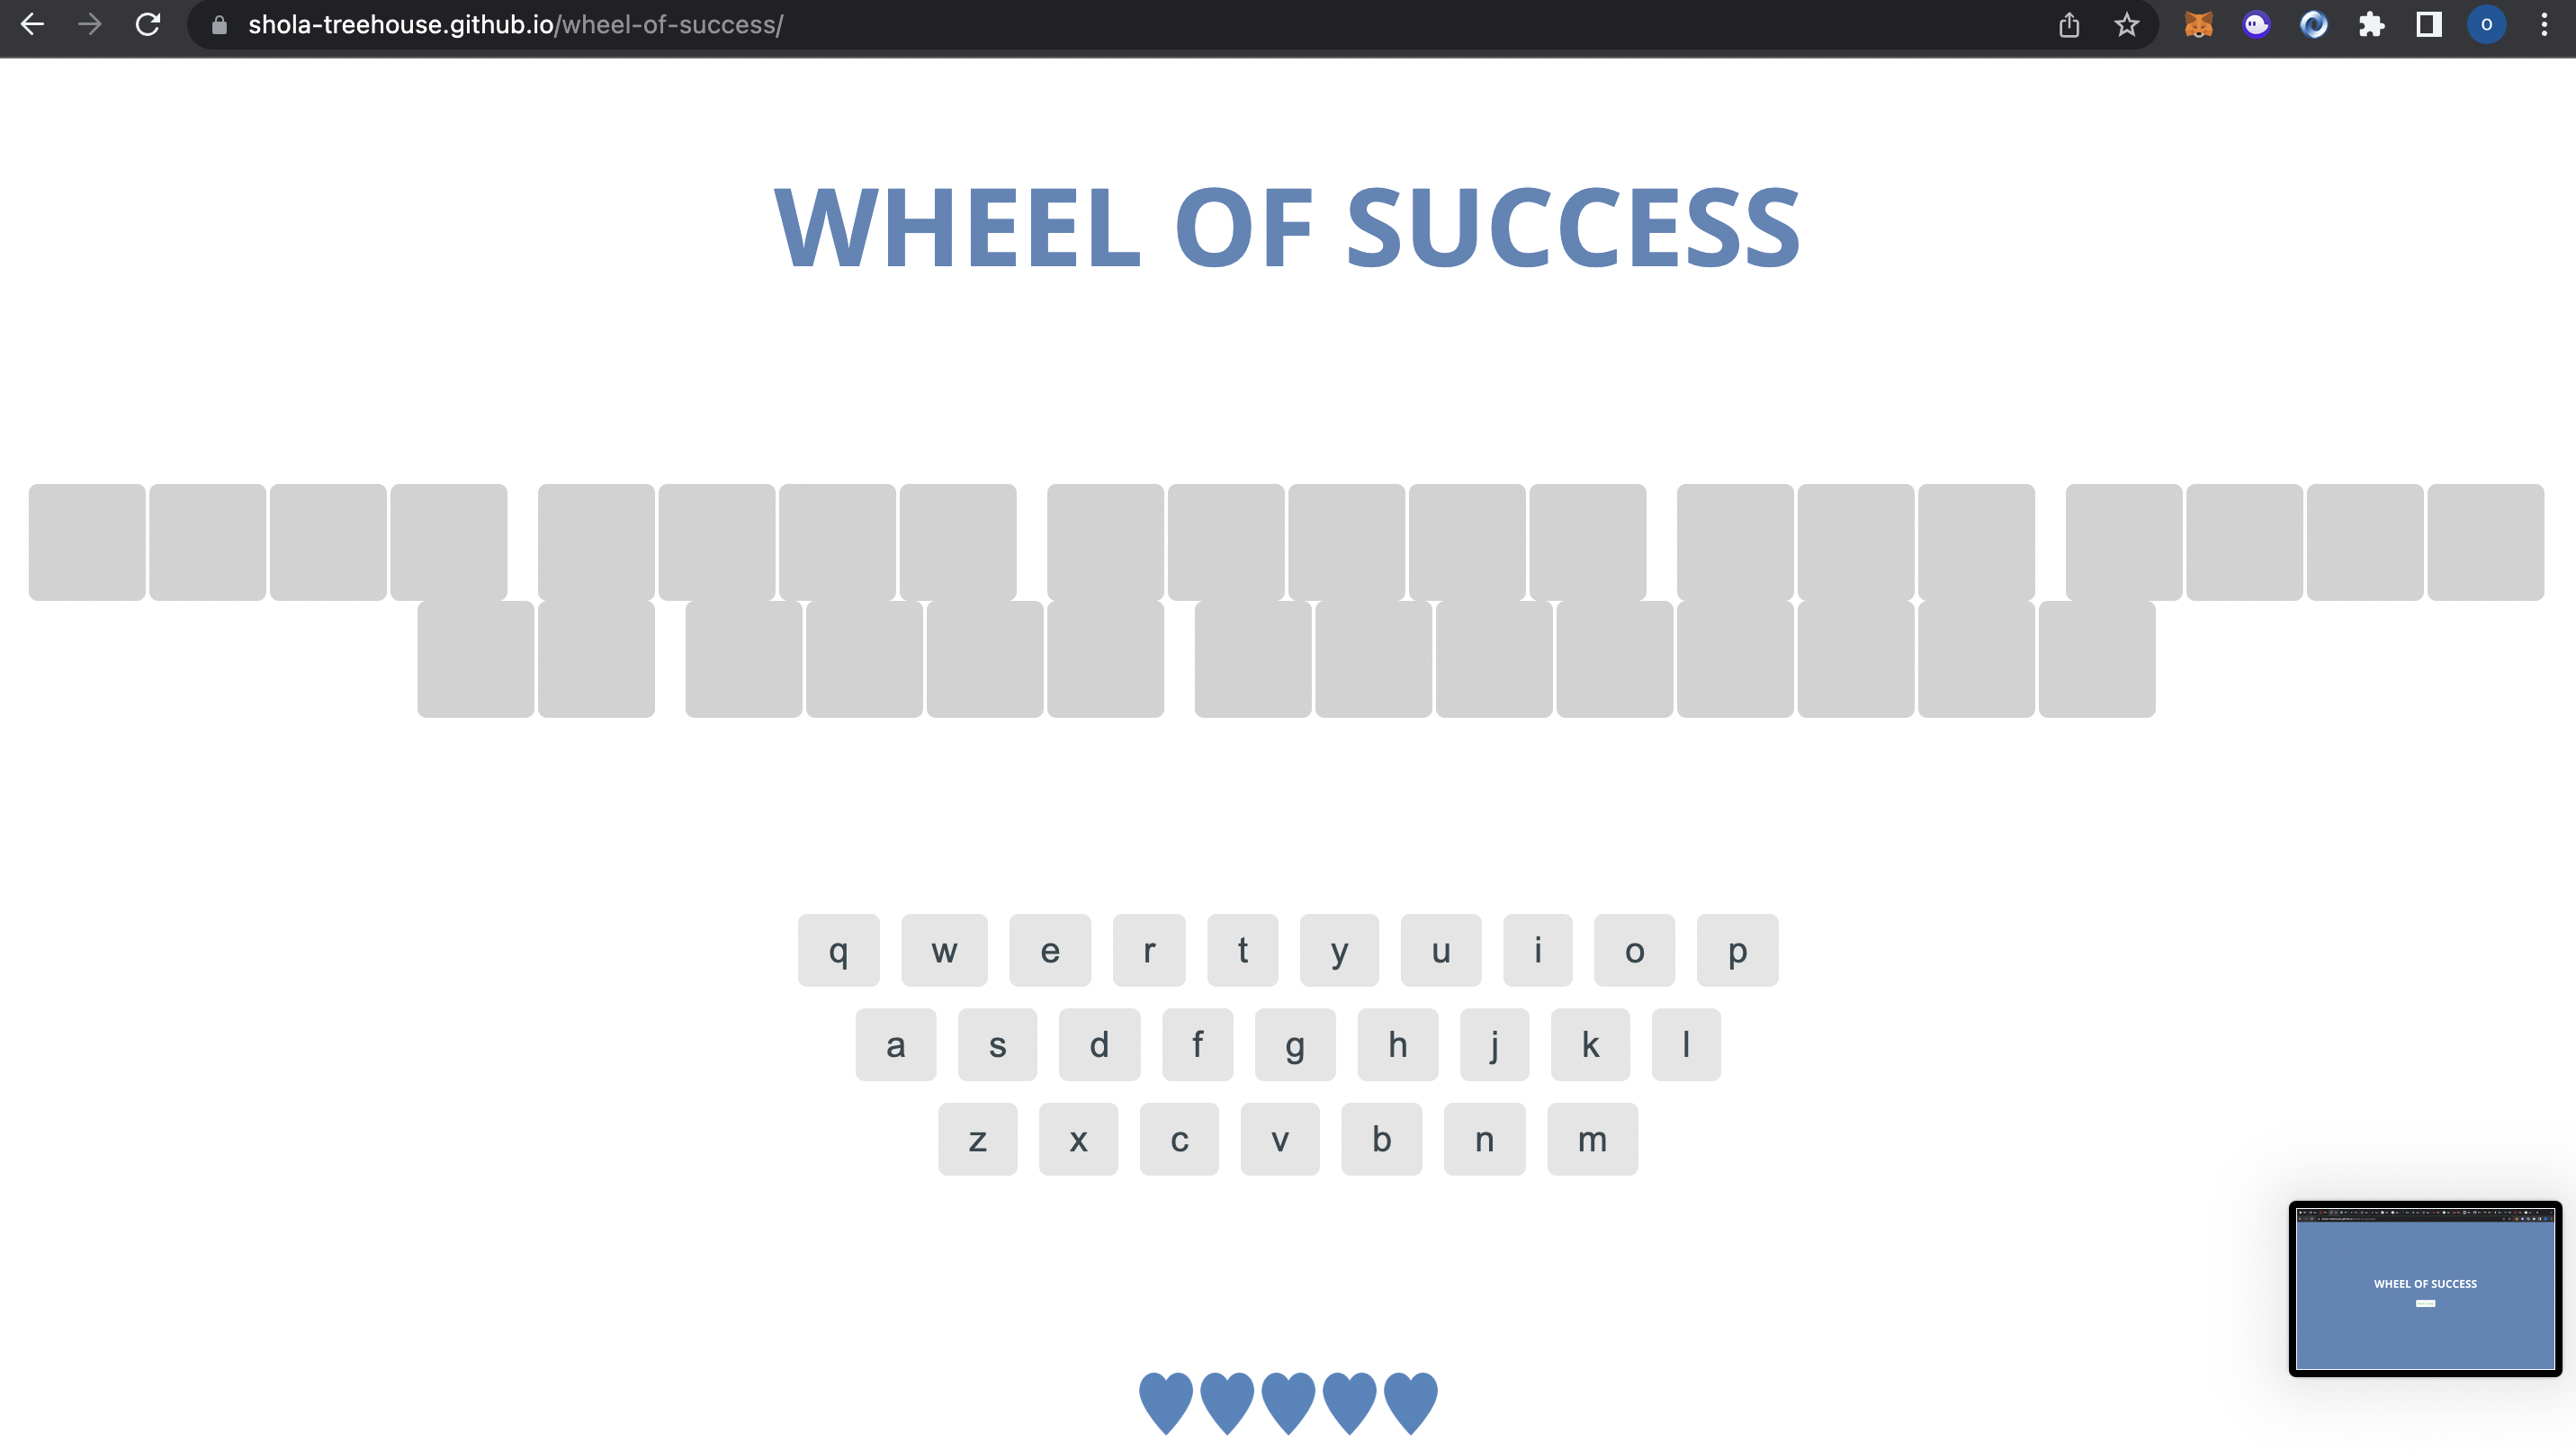 shola-treehouse.github.io/wheel-of-success/
O
WHEEL OF SUCCESS
q w e r t y u i o p
a s d f g h j k l
z x c v b n m
WHEEL OF SUCCESS